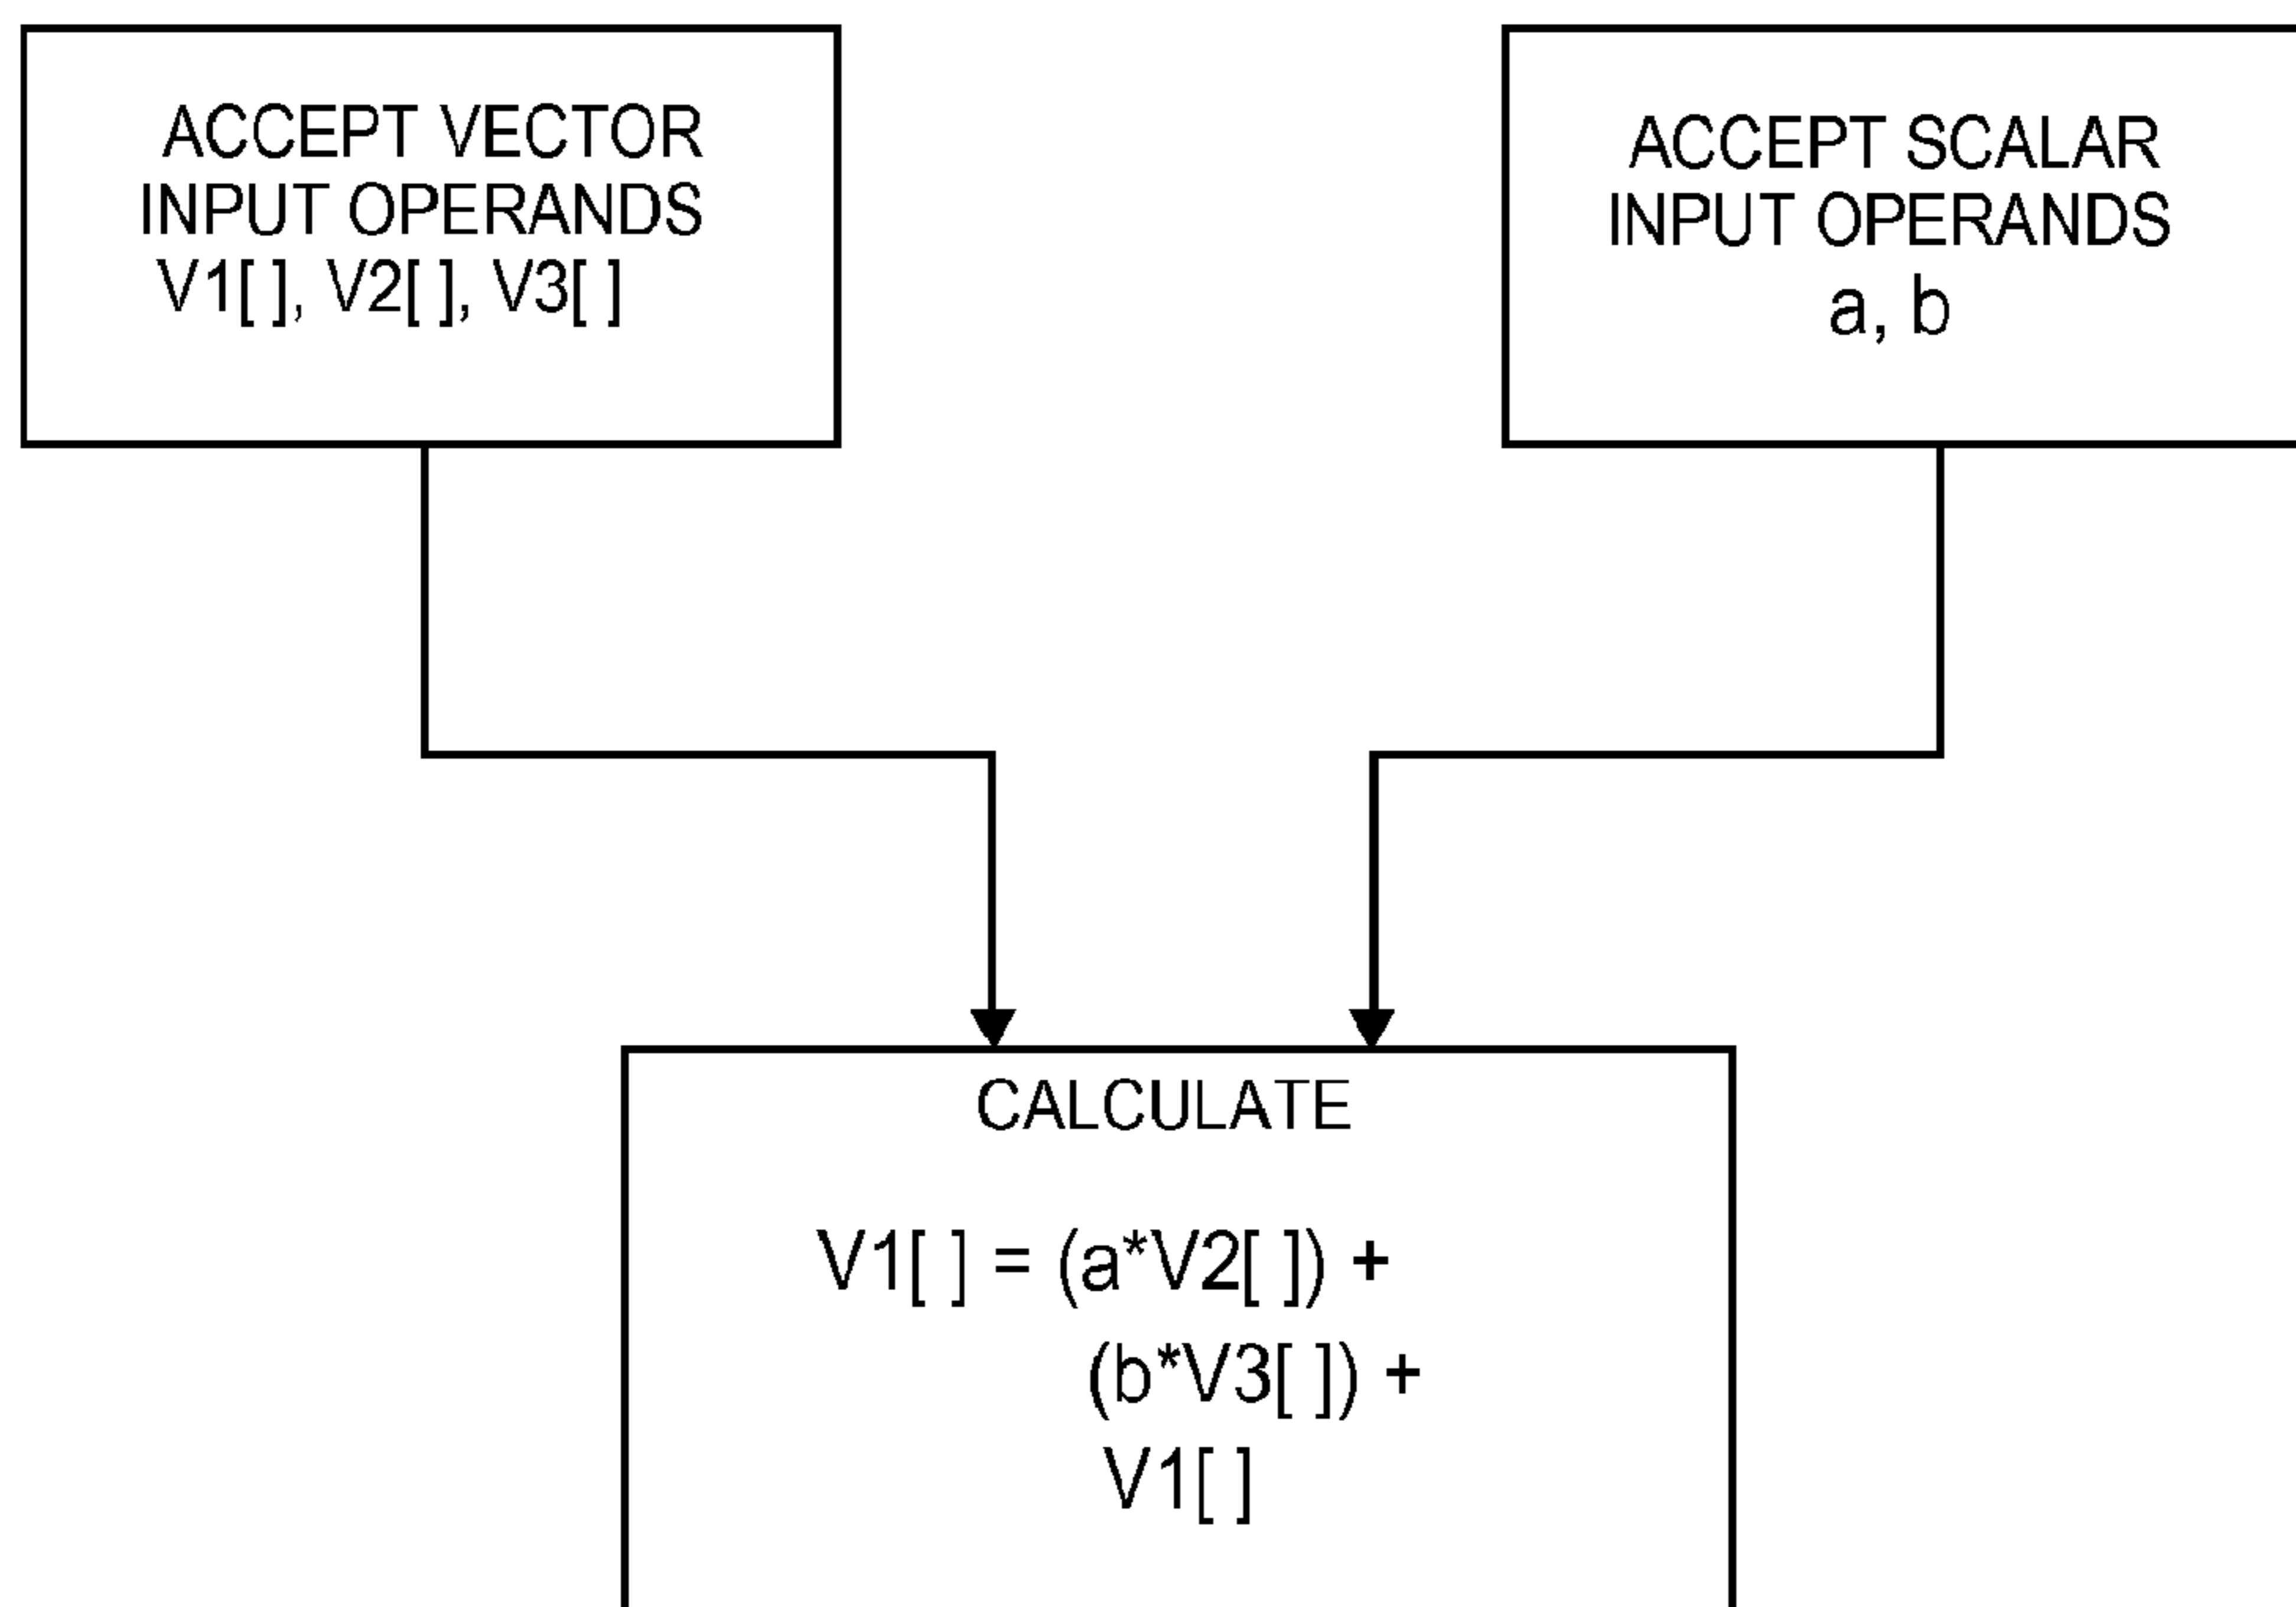 ACCEPT VECTOR
INPUT OPERANDS
V1[ ], V2[ ], V3[ ]
ACCEPT SCALAR
INPUT OPERANDS
a, b
CALCULATE
V1[ ] = (a*V2[ ]) +
(b*V3[ ]) +
V1[ ]